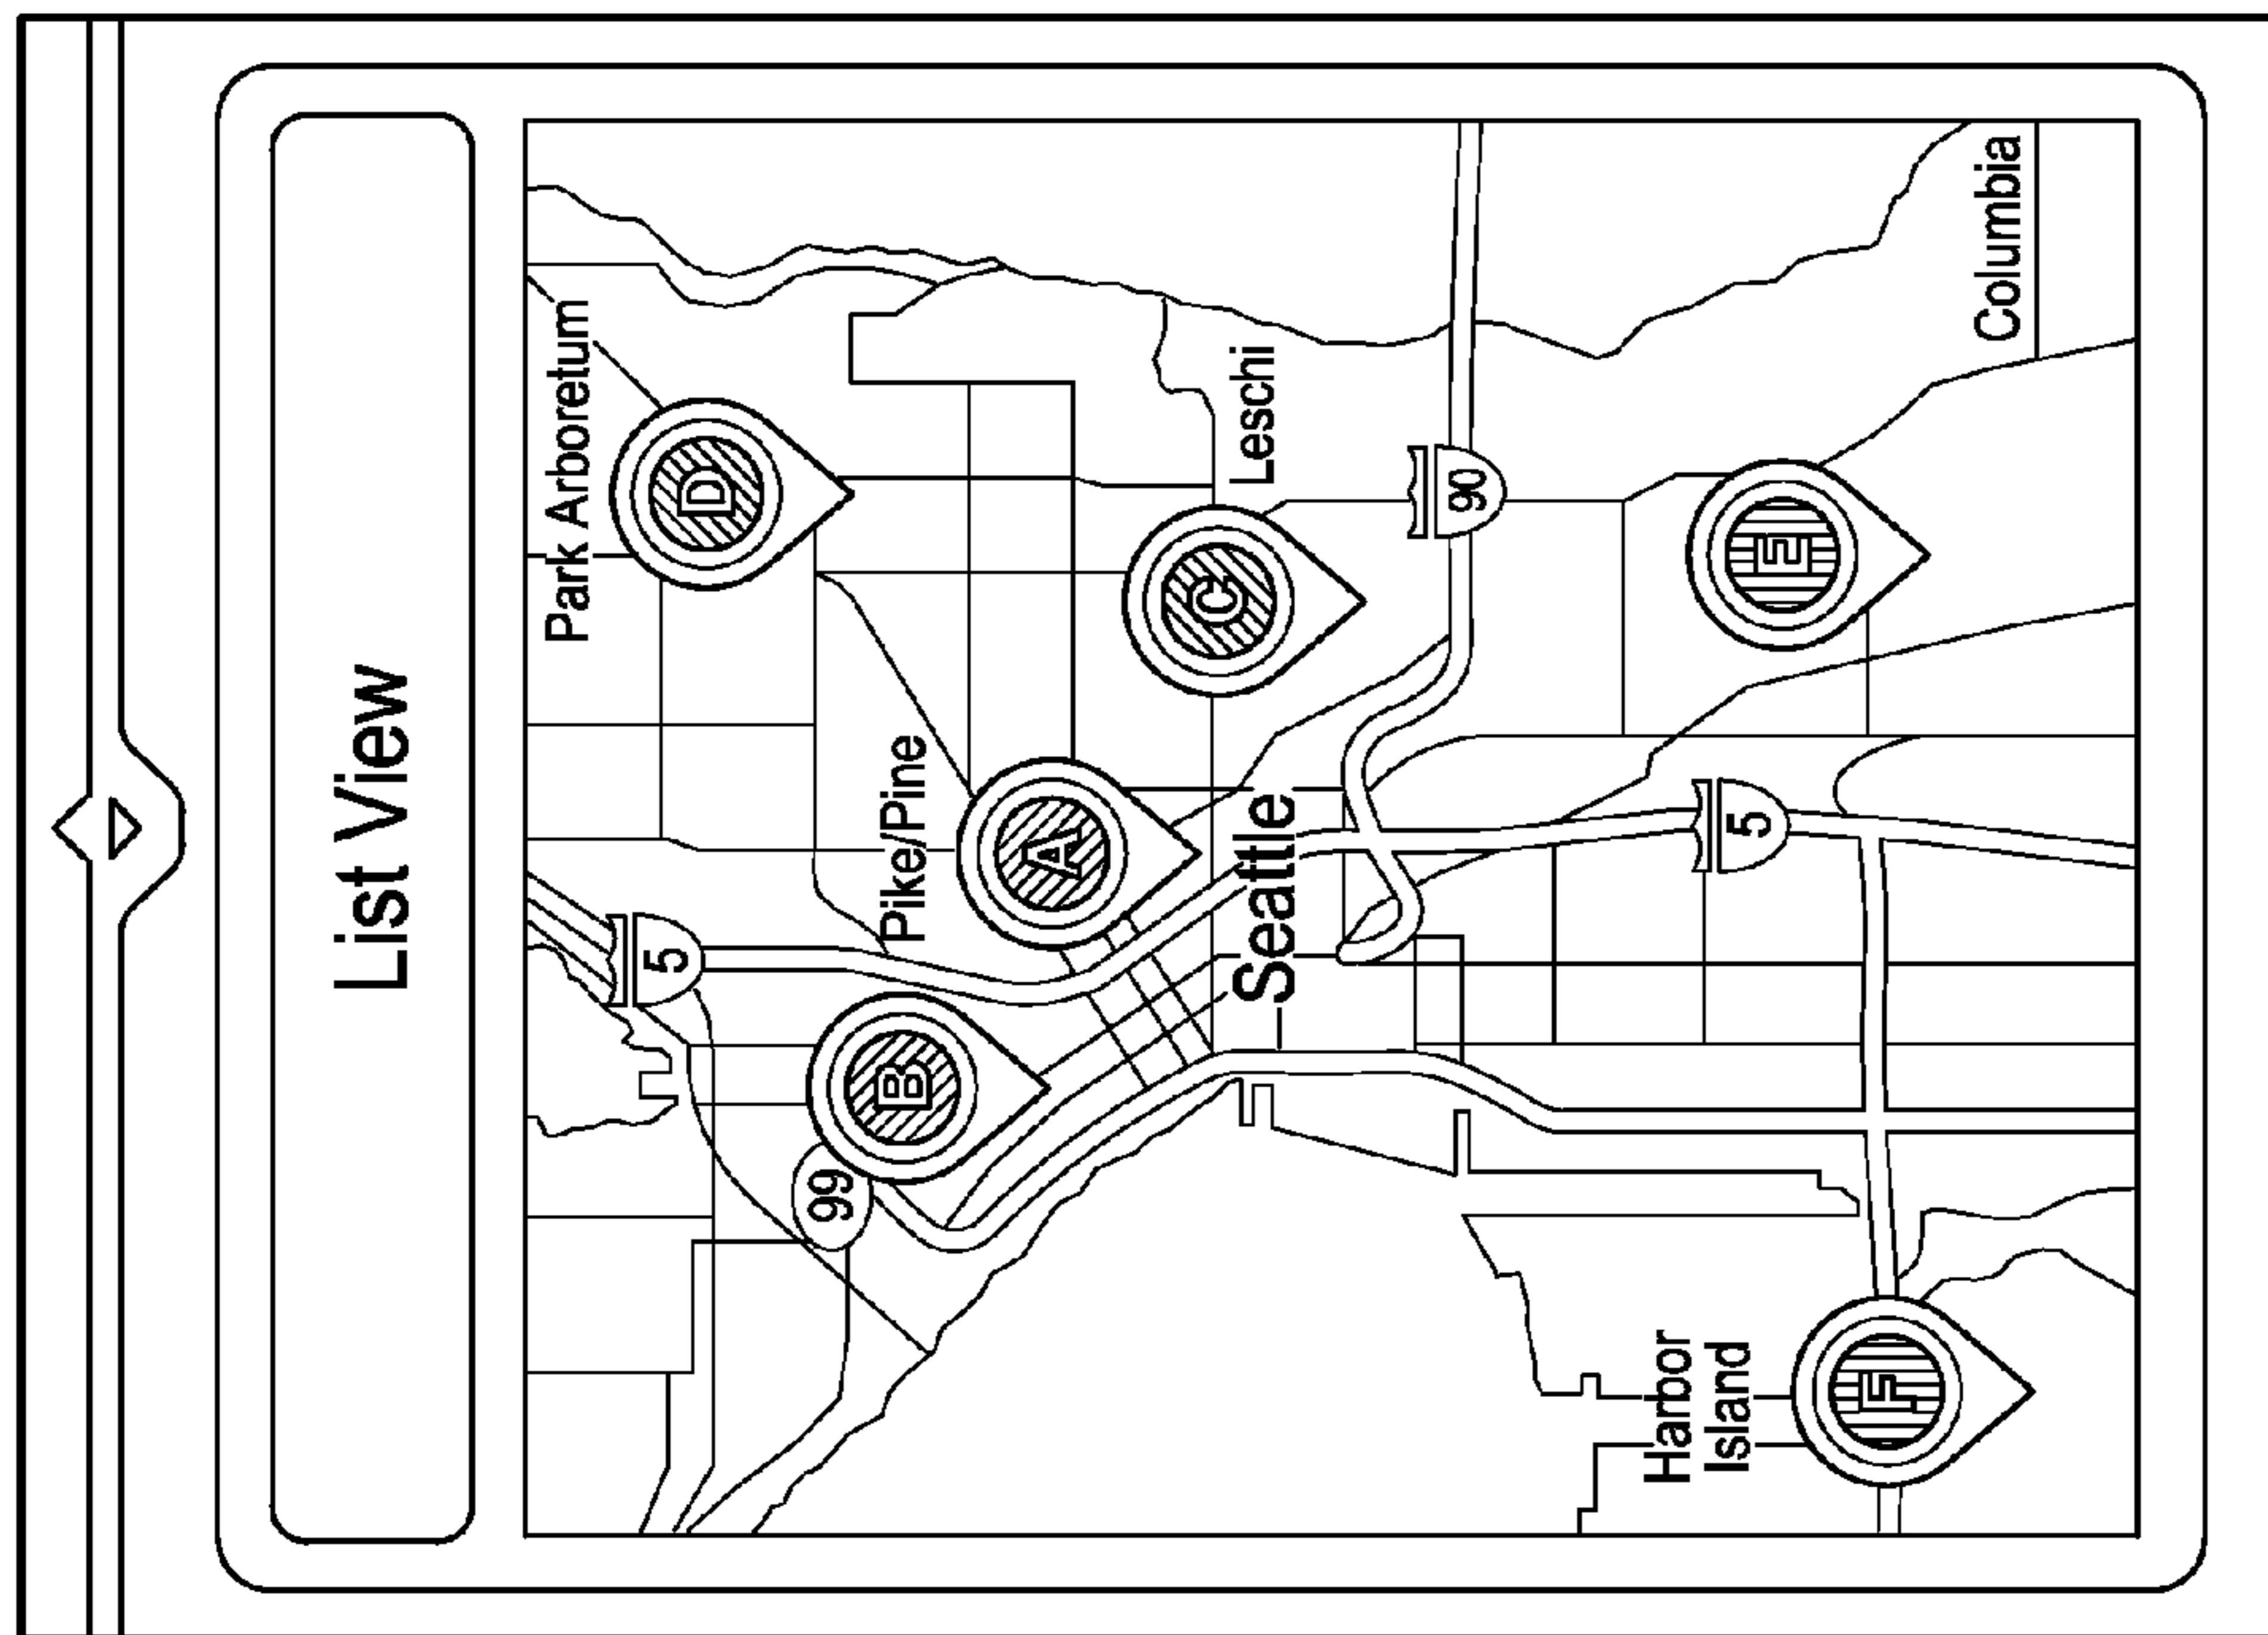 List View
Park Arboretum
D
5
Pike/Pine
B
99
A
C
Leschi
Seattle
90
5
E
Columbia
Harbor
Island
F